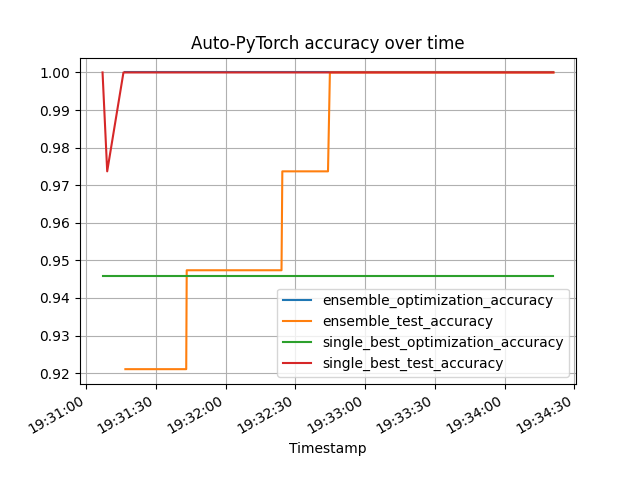 Auto-PyTorch accuracy over time
1.00
0.99
0.98
0.97
0.96
0.95
0.94
0.93
0.92
ensemble_optimization_accuracy
ensemble_test_accuracy
single_best_optimization_accuracy
single_best_test_accuracy
19:31:00
19:31:30
19:32:00
19:32:30
19:33:00
19:33:30
19:34:00
19:34:30
Timestamp